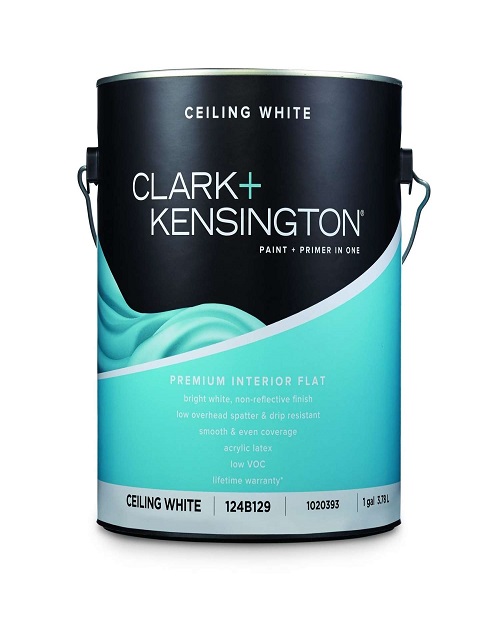 CEILING WHITE
CLARK+
KENSINGTON®
PAINT + PRIMER IN ONE
PREMIUM INTERIOR FLAT
bright white, non-reflective finish
low overhead spatter & drip resistant
smooth & even coverage
acrylic latex
low VOC
lifetime warranty*
CEILING WHITE 124B129 1020393 1 gal 3.78 L